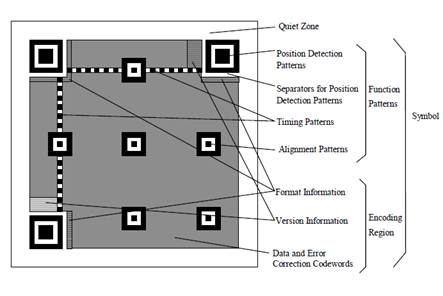 Quiet Zone
Position Detection
Patterns
Separators for Position
Detection Patterns
Function
Patterns
Symbol
Timing Patterns
Alignment Patterns
Format Information
Version Information
Encoding
Region
Data and Error
Correction Codewords